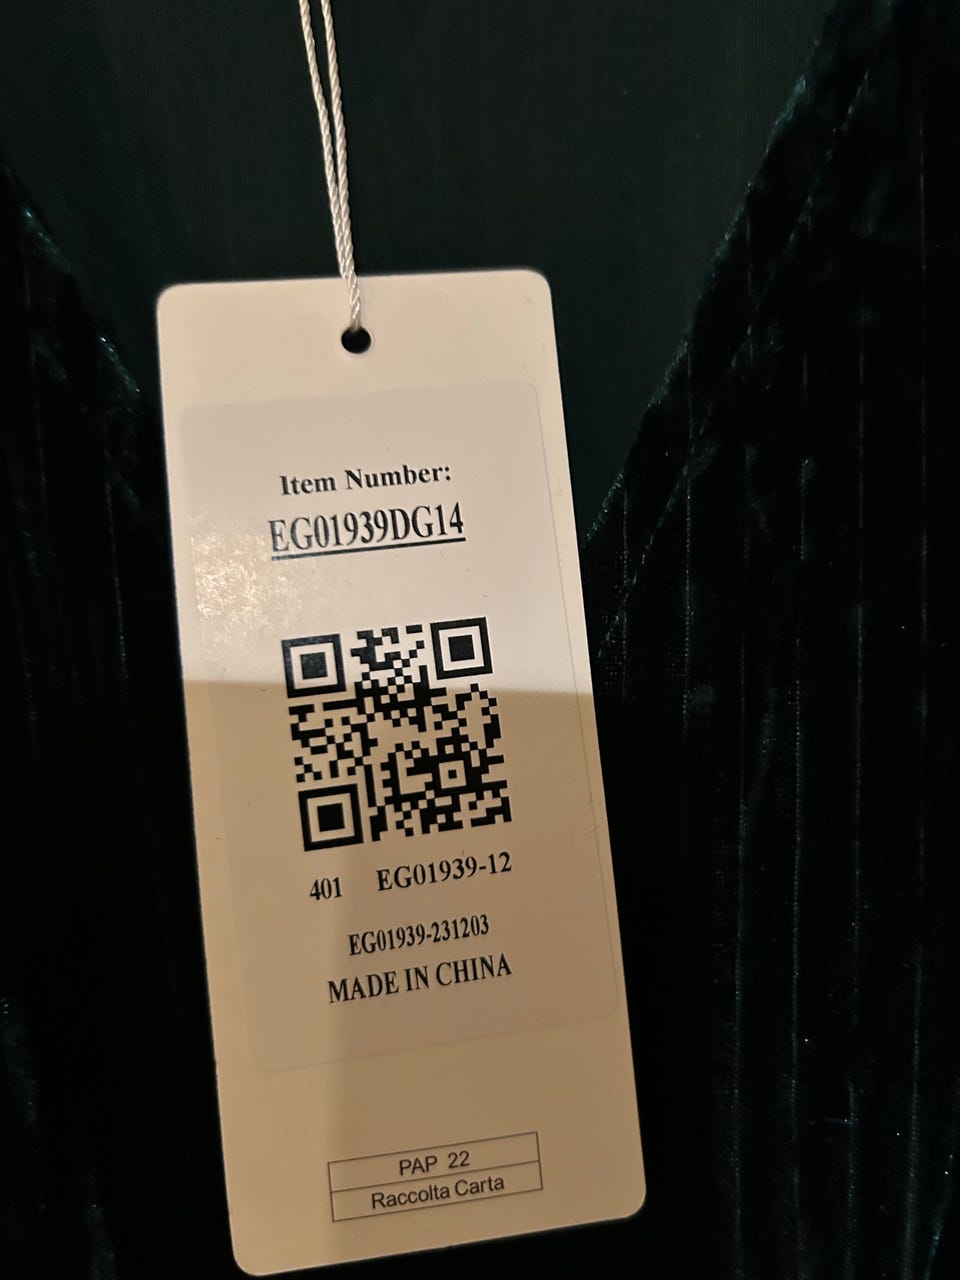 Item Number:
EG01939DG14
401 EG01939-12
EG01939-231203
MADE IN CHINA
PAP 22
Raccolta Carta